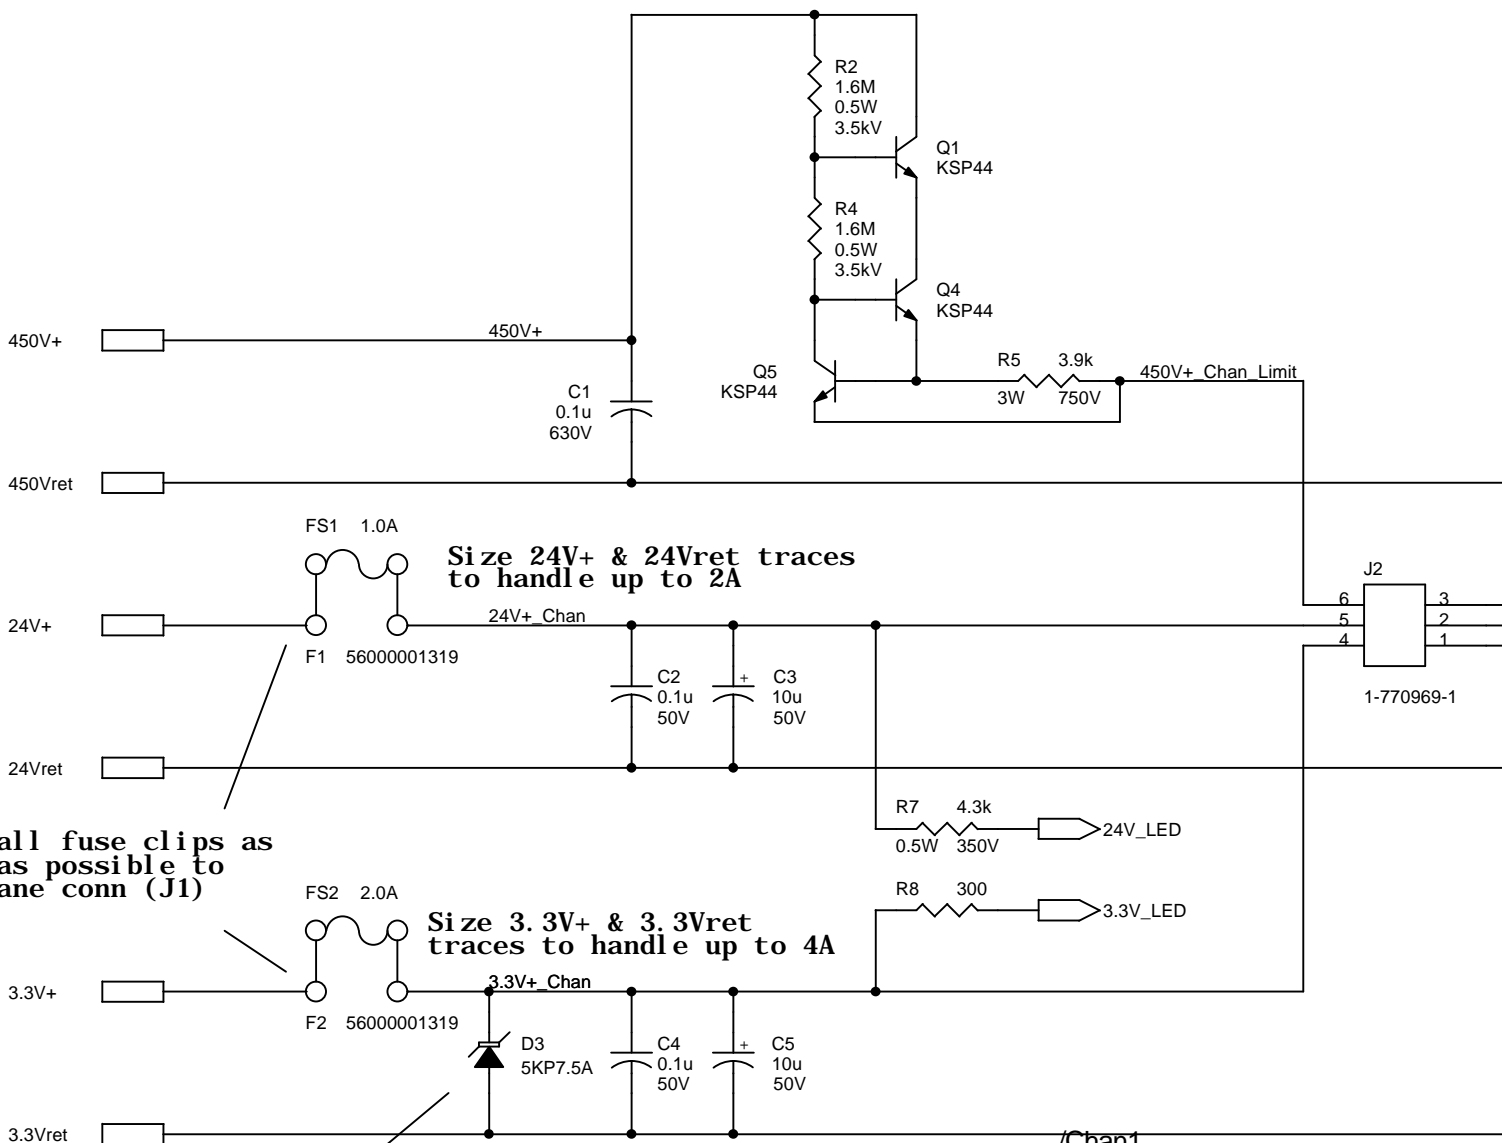 R2
1.6M
0.5W
3.5kV
Q1
KSP44
R4
1.6M
0.5W
3.5kV
Q4
KSP44
450V+
450V+
Q5
KSP44
R5 3.9k
3W 750V
450V+_Chan_Limit
C1
0.1u
630V
450Vret
FS1 1.0A
Size 24V+ & 24Vret traces
to handle up to 2A
J2
24V+
24V+_Chan
6 3
5 2
4 1
F1 56000001319
C2
0.1u
50V
+ C3
10u
50V
1-770969-1
24Vret
R7 4.3k
0.5W 350V
24V_LED
all fuse clips as
as possible to
ane conn (J1)
FS2 2.0A
R8 300
3.3V_LED
Size 3.3V+ & 3.3Vret
traces to handle up to 4A
3.3V+
3.3V+_Chan
F2 56000001319
D3
5KP7.5A
C4
0.1u
50V
+ C5
10u
50V
3.3Vret
/Chan1